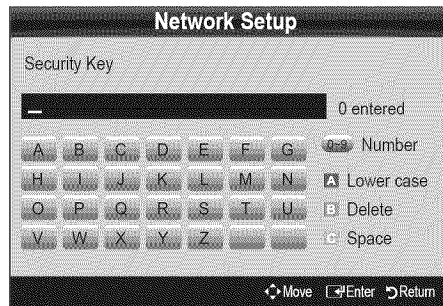 Network Setup
Security Key
0 entered
A B C D E F G 0~9 Number
H I J K L M N A Lower case
O P Q R S T U B Delete
V W X Y Z C Space
Move Enter Return